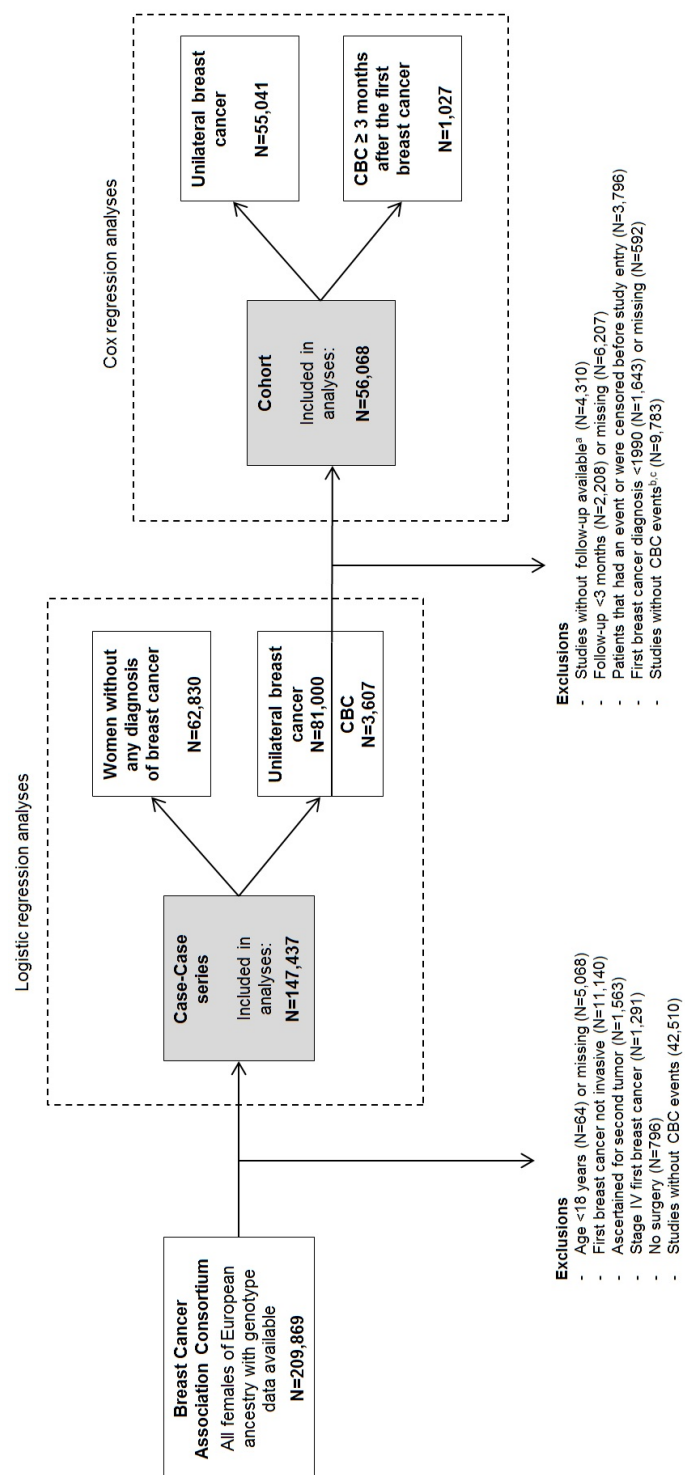 Logistic regression analyses
Cox regression analyses
Breast Cancer
Association Consortium
All females of European
ancestry with genotype
data available
N=209,869
Case-Case
series
Included in
analyses:
N=147,437
Women without
any diagnosis
of breast cancer
N=62,830
Unilateral breast
cancer
N=81,000
CBC
N=3,607
Cohort
Included in
analyses:
N=56,068
Unilateral breast
cancer
N=55,041
CBC ≥ 3 months
after the first
breast cancer
N=1,027
Exclusions
- Age <18 years (N=64) or missing (N=5,068)
- First breast cancer not invasive (N=11,140)
- Ascertained for second tumor (N=1,563)
- Stage IV first breast cancer (N=1,291)
- No surgery (N=796)
- Studies without CBC events (42,510)
Exclusions
- Studies without follow-up availableᵃ (N=4,310)
- Follow-up <3 months (N=2,208) or missing (N=6,207)
- Patients that had an event or were censored before study entry (N=3,796)
- First breast cancer diagnosis <1990 (N=1,643) or missing (N=592)
- Studies without CBC eventsᵇ·ᶜ (N=9,783)